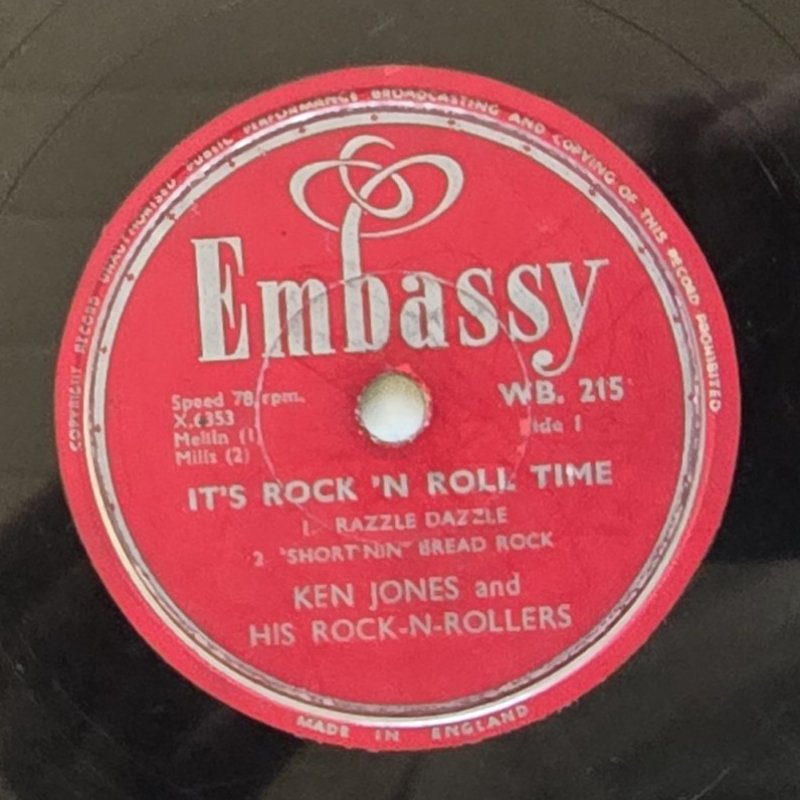 COPYRIGHT RECORD UNAUTHORISED PUBLIC PERFORMANCE BROADCASTING AND COPYING OF THIS RECORD PROHIBITED
Embassy
Speed 78 rpm.
WB. 215
X.6353
Side 1
Mellin (1)
Mills (2)
IT'S ROCK 'N ROLL TIME
1. RAZZLE DAZZLE
2. "SHORT'NIN" BREAD ROCK
KEN JONES and
HIS ROCK-N-ROLLERS
MADE IN ENGLAND